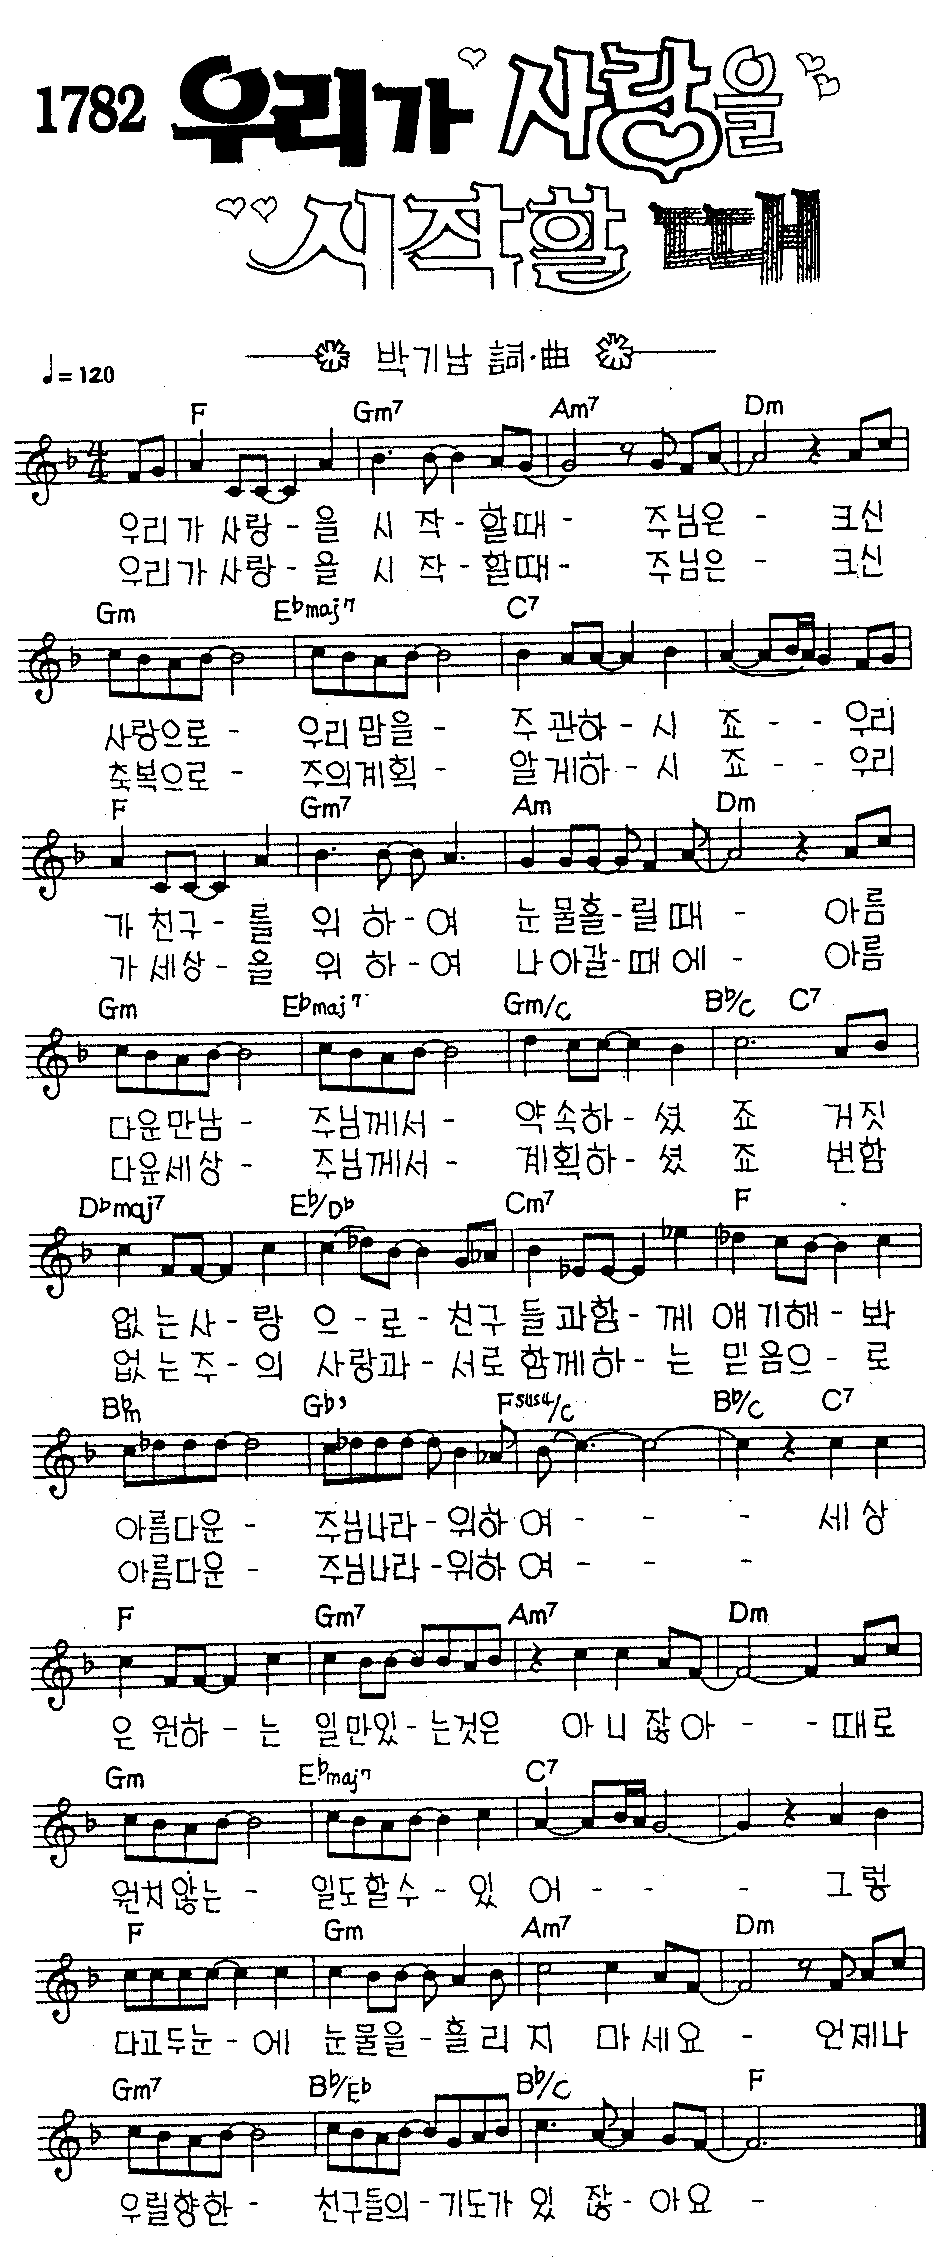 1782 우리가 사랑을
시작할 때
♩=120 박기남 詞·曲
F Gm7 Am7 Dm
우리가 사랑-을 시 작-할때- 주님은- 크신
우리가 사랑-을 시 작-할때- 주님은- 크신
Gm E♭maj7 C7
사랑으로- 우리맘을- 주관하-시 죠-- 우리
축복으로- 주의계획- 알게하-시 죠-- 우리
F Gm7 Am Dm
가 친구-를 위 하-여 눈물흘-릴때- 아름
가 세상-을 위 하-여 나아갈-때에- 아름
Gm E♭maj7 Gm/C B♭/C C7
다운만남- 주님께서- 약속하-셨 죠 거짓
다운세상- 주님께서- 계획하-셨 죠 변함
D♭maj7 E♭/D♭ Cm7 F
없는사-랑 으-로-친구들과함-께 얘기해-봐
없는주-의 사랑과-서로함께하-는 믿음으-로
B♭m G♭9 Fsus4/C B♭/C C7
아름다운- 주님나라-위하여- - - 세상
아름다운- 주님나라-위하여- - -
F Gm7 Am7 Dm
은 원하-는 일만있-는것은 아니잖아- -때로
Gm E♭maj7 C7
원치않는- 일도할수-있 어- - - 그렇
F Gm Am7 Dm
다고두눈-에 눈물을-흘리지 마세요- 언제나
Gm7 B♭/E♭ B♭/C F
우릴향한- 친구들의-기도가 있 잖-아요-